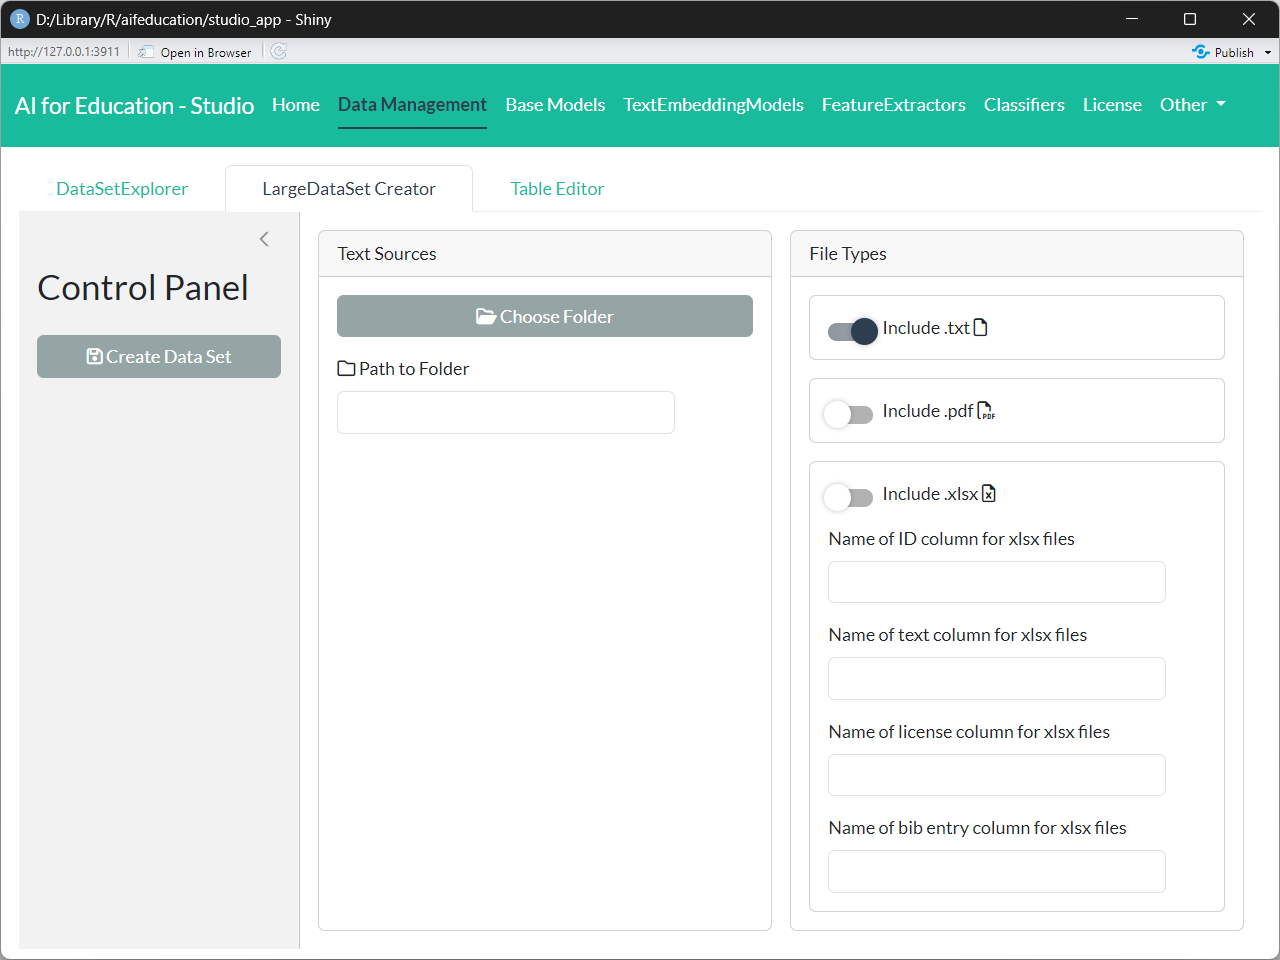 D:/Library/R/aifeducation/studio_app - Shiny
http://127.0.0.1:3911 Open in Browser Publish
AI for Education - Studio Home Data Management Base Models TextEmbeddingModels FeatureExtractors Classifiers License Other
DataSetExplorer LargeDataSet Creator Table Editor
Control Panel
Create Data Set
Text Sources
Choose Folder
Path to Folder
File Types
Include .txt
Include .pdf
Include .xlsx
Name of ID column for xlsx files
Name of text column for xlsx files
Name of license column for xlsx files
Name of bib entry column for xlsx files